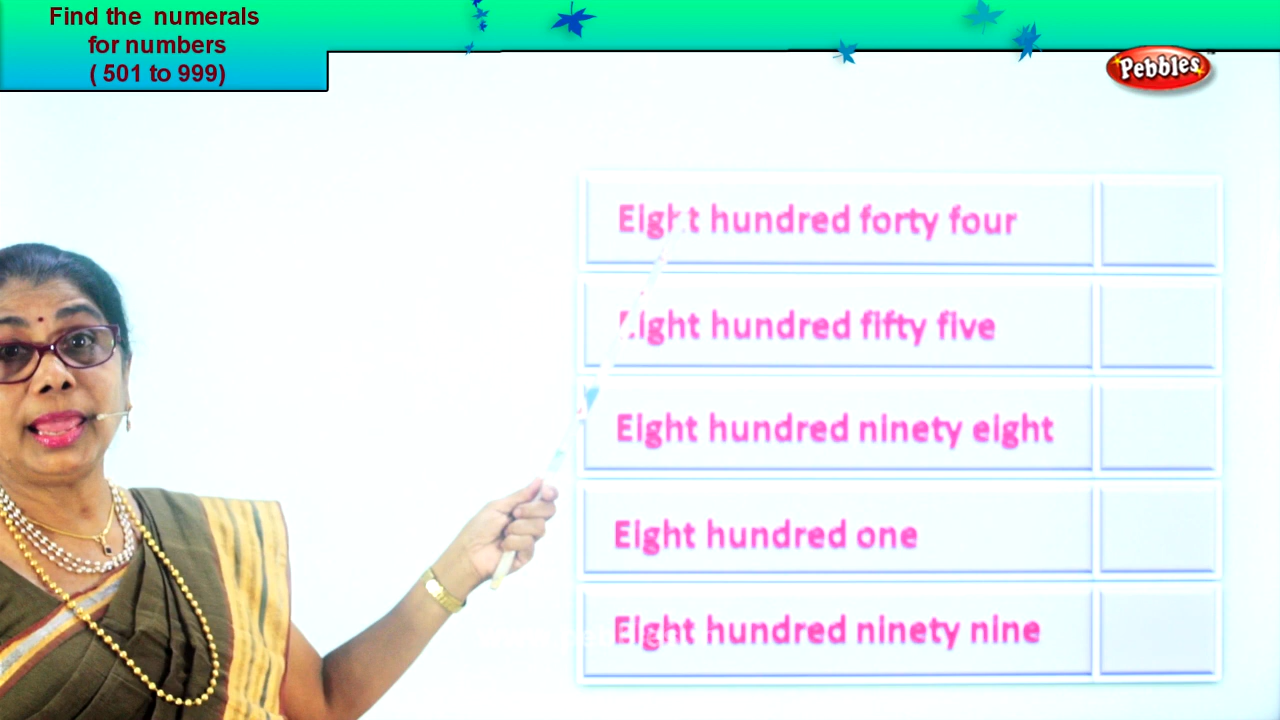 Find the numerals
for numbers
( 501 to 999)
Pebbles
Eight hundred forty four
Eight hundred fifty five
Eight hundred ninety eight
Eight hundred one
Eight hundred ninety nine